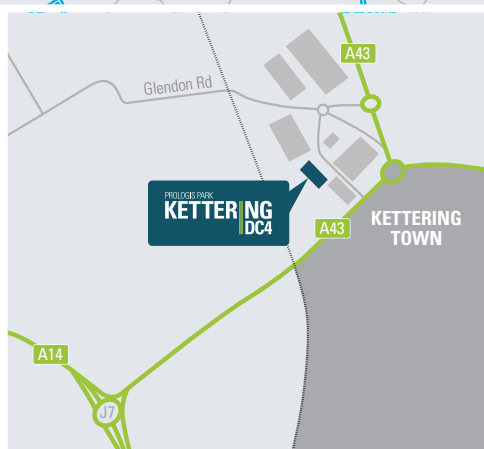 A43
Glendon Rd
PROLOGIS PARK
KETTERING
DC4
KETTERING
TOWN
A43
A14
J7